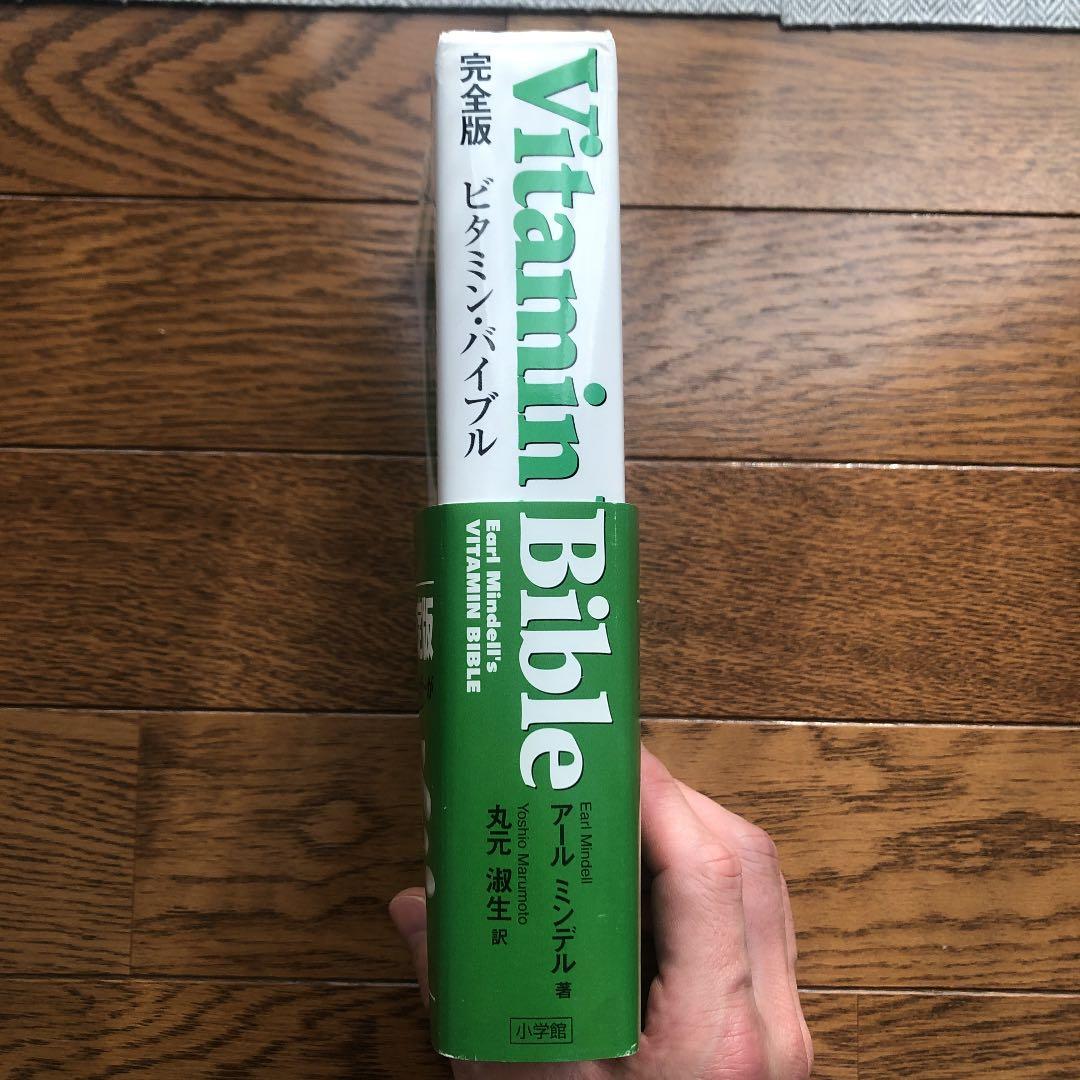 Vitamin Bible
完全版 ビタミン・バイブル
Earl Mindell's
VITAMIN BIBLE
Earl Mindell
アール ミンデル 著
Yoshio Marumoto
丸元 淑生 訳
小学館
版